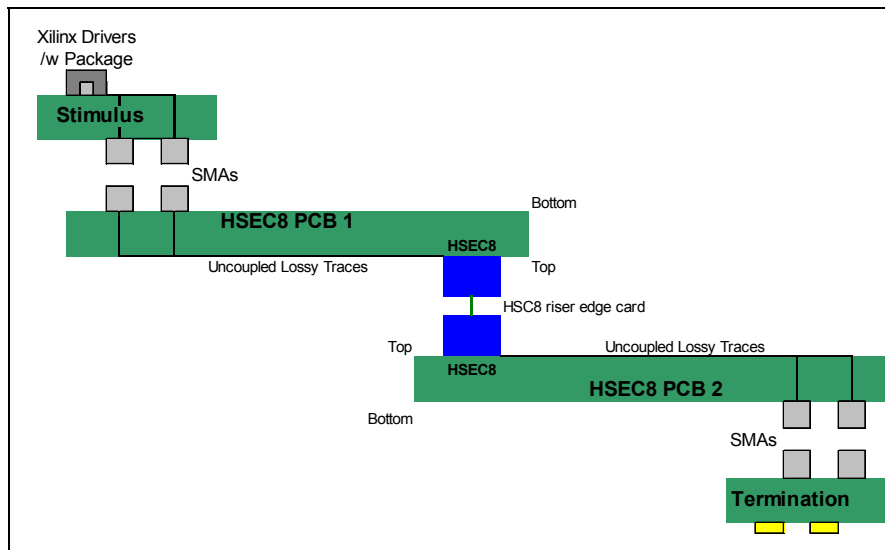 Xilinx Drivers
/w Package
Stimulus
SMAs
Bottom
HSEC8 PCB 1
HSEC8
Uncoupled Lossy Traces
Top
HSC8 riser edge card
Top
Uncoupled Lossy Traces
HSEC8
HSEC8 PCB 2
Bottom
SMAs
Termination